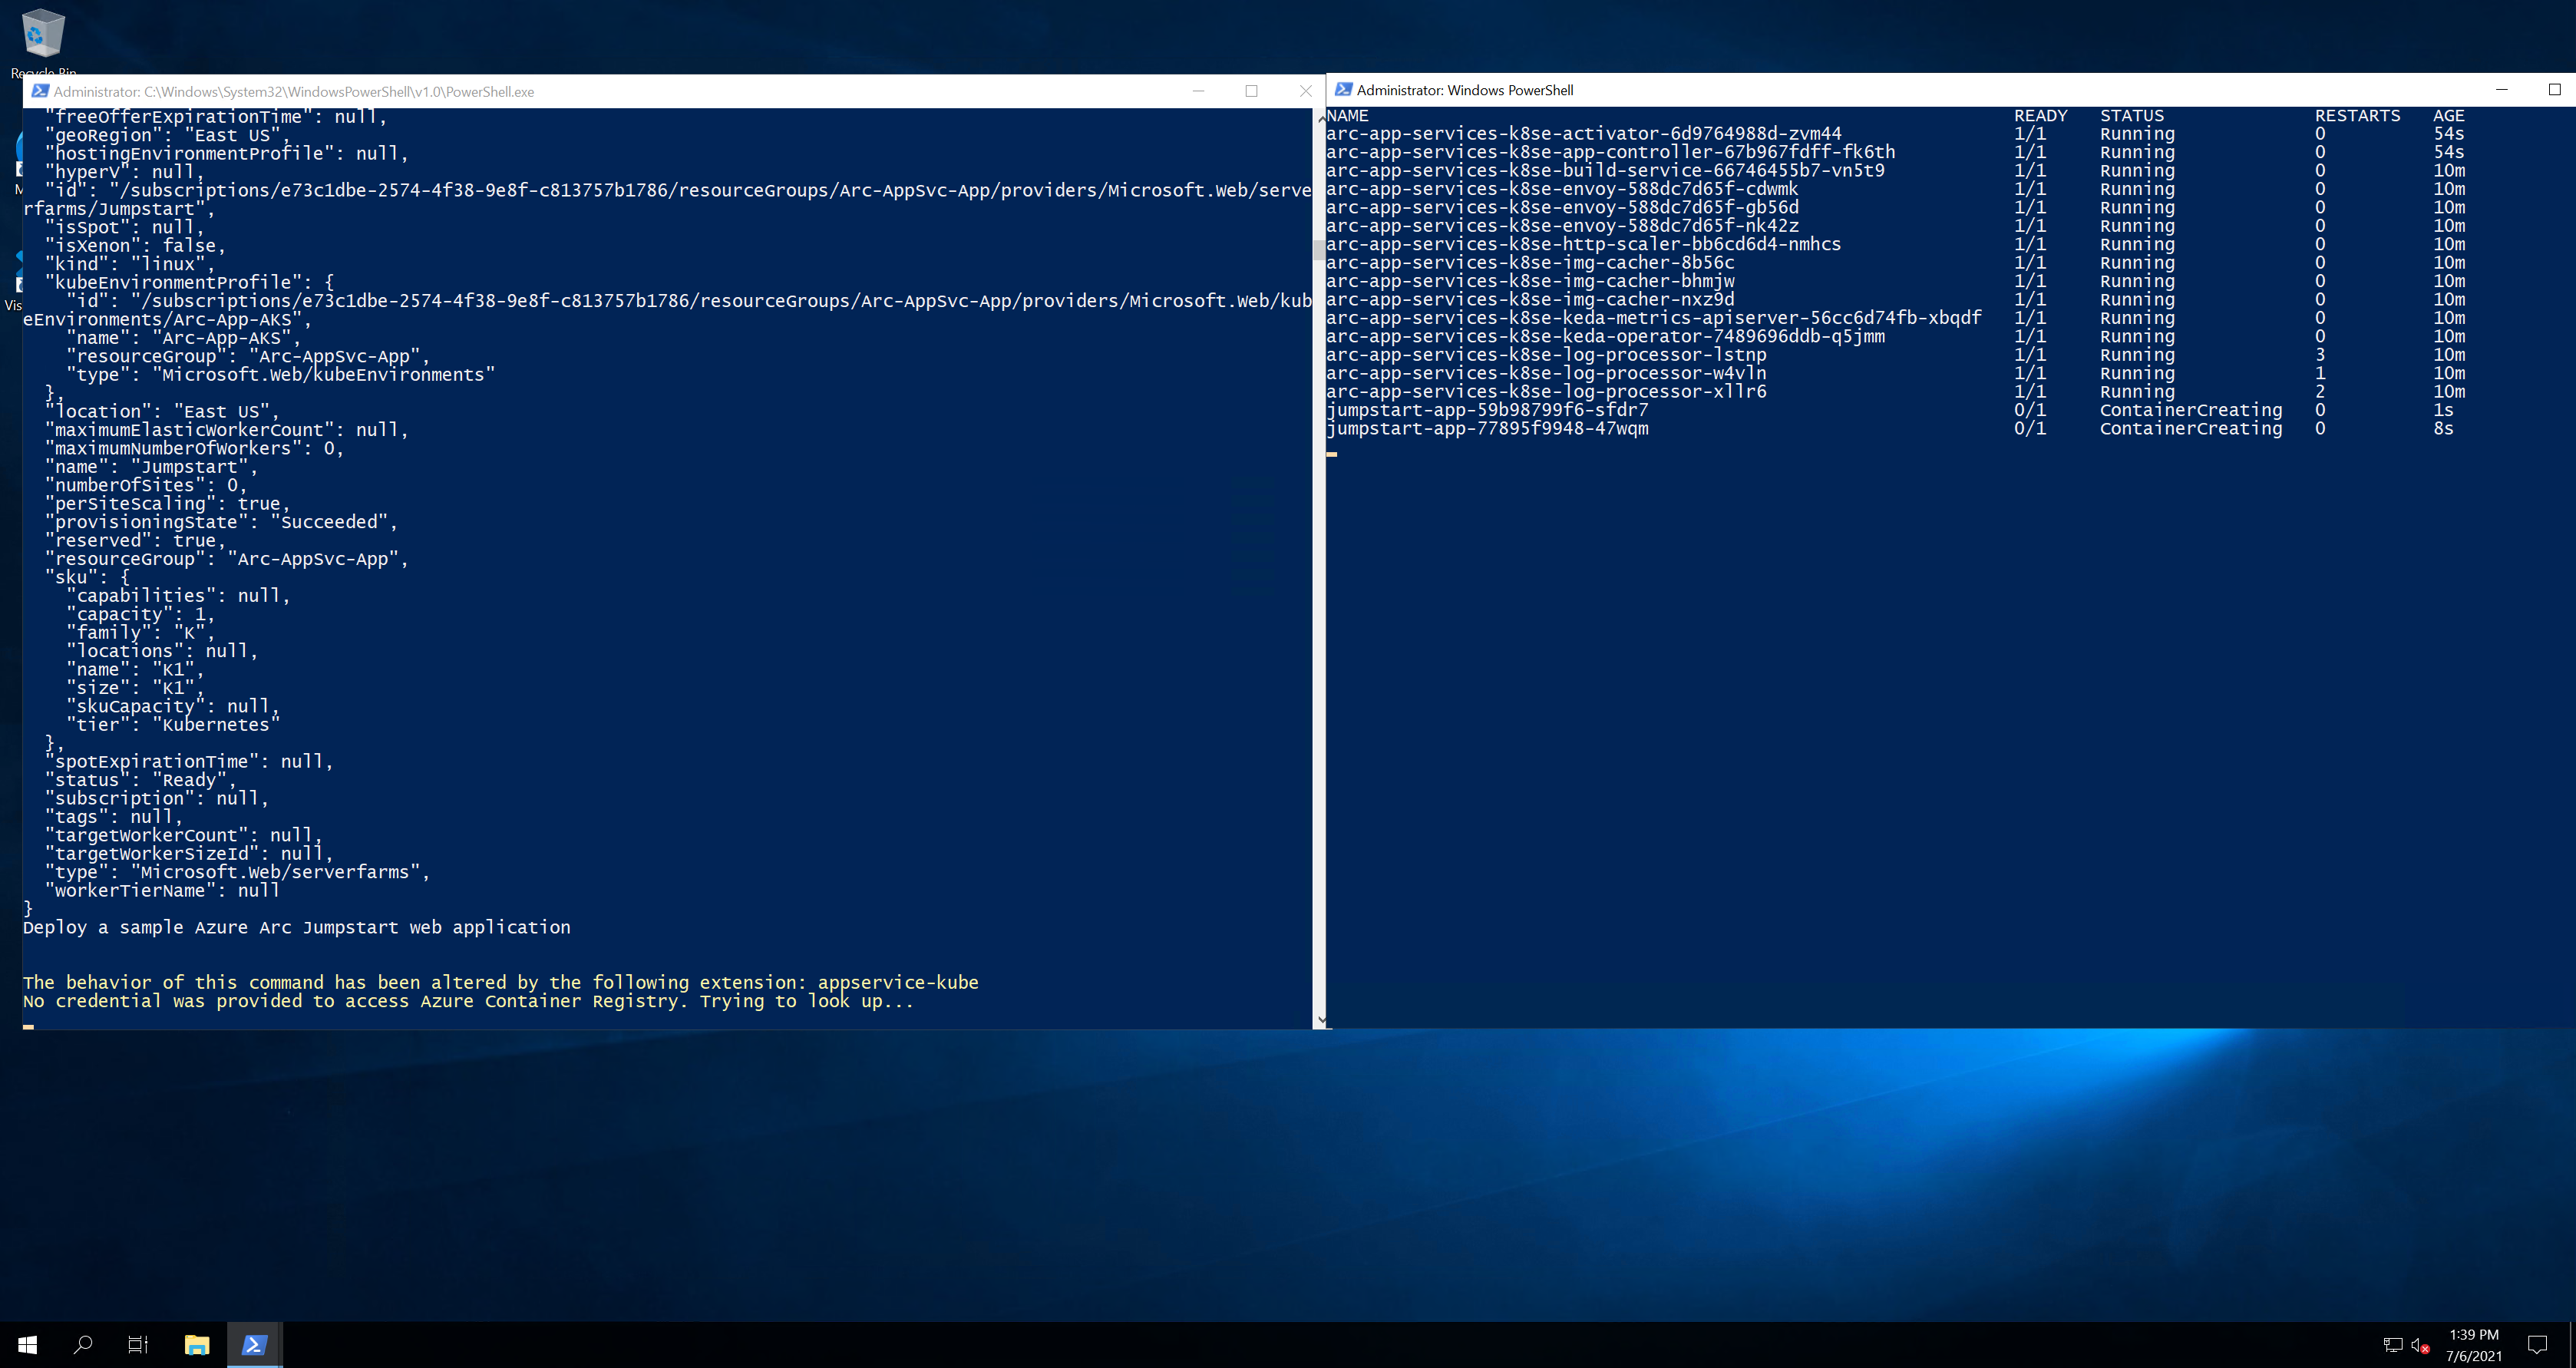 Recycle Bin
Administrator: C:\Windows\System32\WindowsPowerShell\v1.0\PowerShell.exe
"freeOfferExpirationTime": null,
"geoRegion": "East US",
"hostingEnvironmentProfile": null,
"hyperV": null,
"id": "/subscriptions/e73c1dbe-2574-4f38-9e8f-c813757b1786/resourceGroups/Arc-AppSvc-App/providers/Microsoft.Web/serve
rfarms/Jumpstart",
"isSpot": null,
"isXenon": false,
"kind": "linux",
"kubeEnvironmentProfile": {
"id": "/subscriptions/e73c1dbe-2574-4f38-9e8f-c813757b1786/resourceGroups/Arc-AppSvc-App/providers/Microsoft.Web/kub
eEnvironments/Arc-App-AKS",
"name": "Arc-App-AKS",
"resourceGroup": "Arc-AppSvc-App",
"type": "Microsoft.Web/kubeEnvironments"
},
"location": "East US",
"maximumElasticWorkerCount": null,
"maximumNumberOfWorkers": 0,
"name": "Jumpstart",
"numberOfSites": 0,
"perSiteScaling": true,
"provisioningState": "Succeeded",
"reserved": true,
"resourceGroup": "Arc-AppSvc-App",
"sku": {
"capabilities": null,
"capacity": 1,
"family": "K",
"locations": null,
"name": "K1",
"size": "K1",
"skuCapacity": null,
"tier": "Kubernetes"
},
"spotExpirationTime": null,
"status": "Ready",
"subscription": null,
"tags": null,
"targetWorkerCount": null,
"targetWorkerSizeId": null,
"type": "Microsoft.Web/serverfarms",
"workerTierName": null
}
Deploy a sample Azure Arc Jumpstart web application
The behavior of this command has been altered by the following extension: appservice-kube
No credential was provided to access Azure Container Registry. Trying to look up...
Administrator: Windows PowerShell
NAME READY STATUS RESTARTS AGE
arc-app-services-k8se-activator-6d9764988d-zvm44 1/1 Running 0 54s
arc-app-services-k8se-app-controller-67b967fdff-fk6th 1/1 Running 0 54s
arc-app-services-k8se-build-service-66746455b7-vn5t9 1/1 Running 0 10m
arc-app-services-k8se-envoy-588dc7d65f-cdwmk 1/1 Running 0 10m
arc-app-services-k8se-envoy-588dc7d65f-gb56d 1/1 Running 0 10m
arc-app-services-k8se-envoy-588dc7d65f-nk42z 1/1 Running 0 10m
arc-app-services-k8se-http-scaler-bb6cd6d4-nmhcs 1/1 Running 0 10m
arc-app-services-k8se-img-cacher-8b56c 1/1 Running 0 10m
arc-app-services-k8se-img-cacher-bhmjw 1/1 Running 0 10m
arc-app-services-k8se-img-cacher-nxz9d 1/1 Running 0 10m
arc-app-services-k8se-keda-metrics-apiserver-56cc6d74fb-xbqdf 1/1 Running 0 10m
arc-app-services-k8se-keda-operator-7489696ddb-q5jmm 1/1 Running 0 10m
arc-app-services-k8se-log-processor-lstnp 1/1 Running 3 10m
arc-app-services-k8se-log-processor-w4vln 1/1 Running 1 10m
arc-app-services-k8se-log-processor-xllr6 1/1 Running 2 10m
jumpstart-app-59b98799f6-sfdr7 0/1 ContainerCreating 0 1s
jumpstart-app-77895f9948-47wqm 0/1 ContainerCreating 0 8s
M
Vis
1:39 PM
7/6/2021